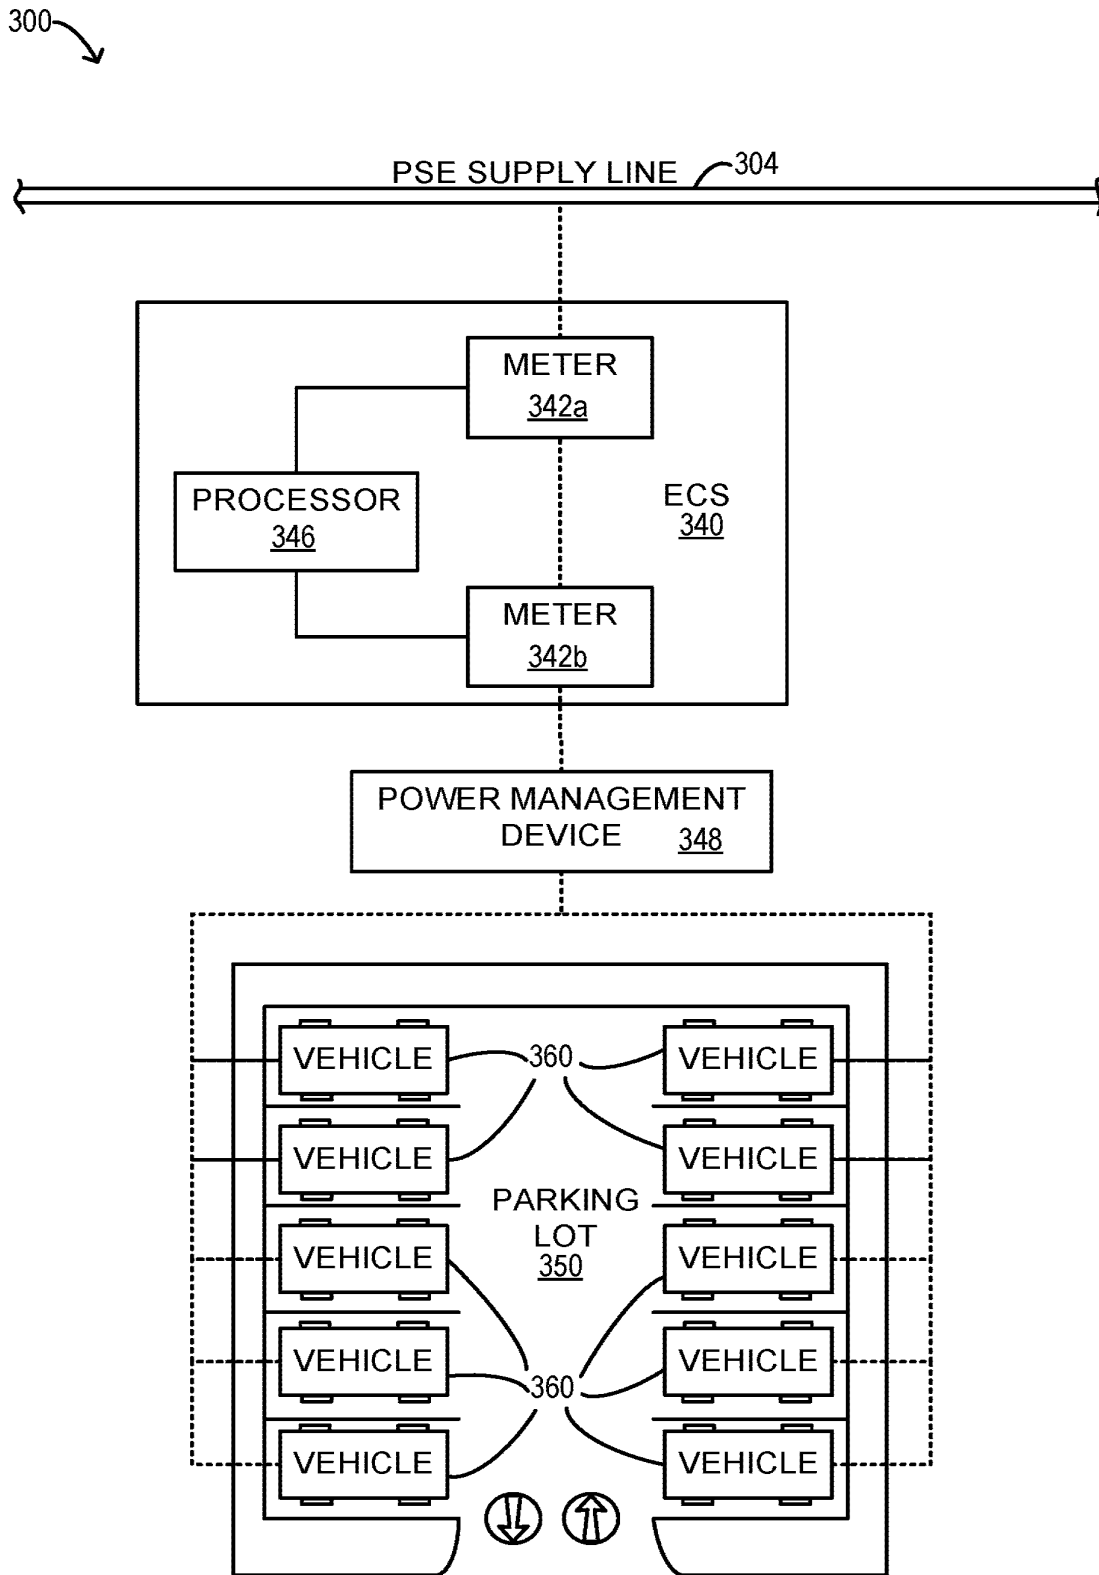 300
PSE SUPPLY LINE 304
METER
342a
PROCESSOR
346
ECS
340
METER
342b
POWER MANAGEMENT
DEVICE 348
VEHICLE 360 VEHICLE
VEHICLE VEHICLE
PARKING
LOT
350
VEHICLE VEHICLE
VEHICLE VEHICLE
360
VEHICLE VEHICLE